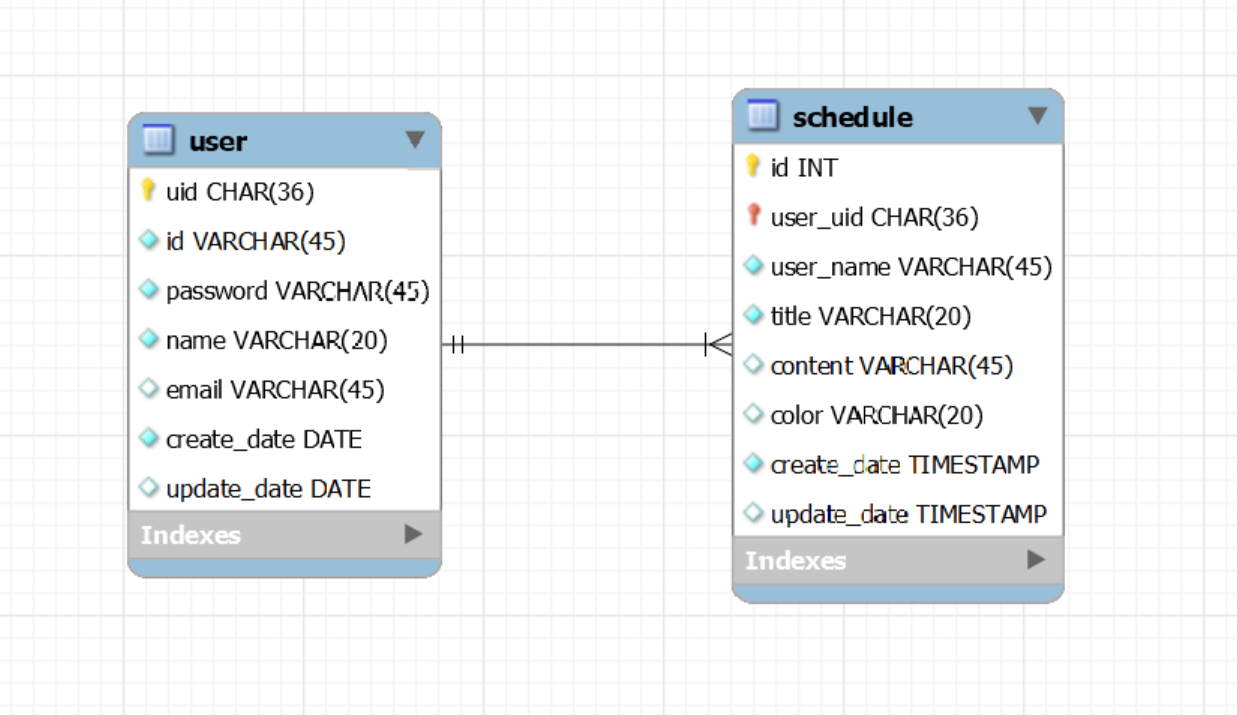 user
uid CHAR(36)
id VARCHAR(45)
password VARCHAR(45)
name VARCHAR(20)
email VARCHAR(45)
create_date DATE
update_date DATE
Indexes
schedule
id INT
user_uid CHAR(36)
user_name VARCHAR(45)
title VARCHAR(20)
content VARCHAR(45)
color VARCHAR(20)
create_date TIMESTAMP
update_date TIMESTAMP
Indexes